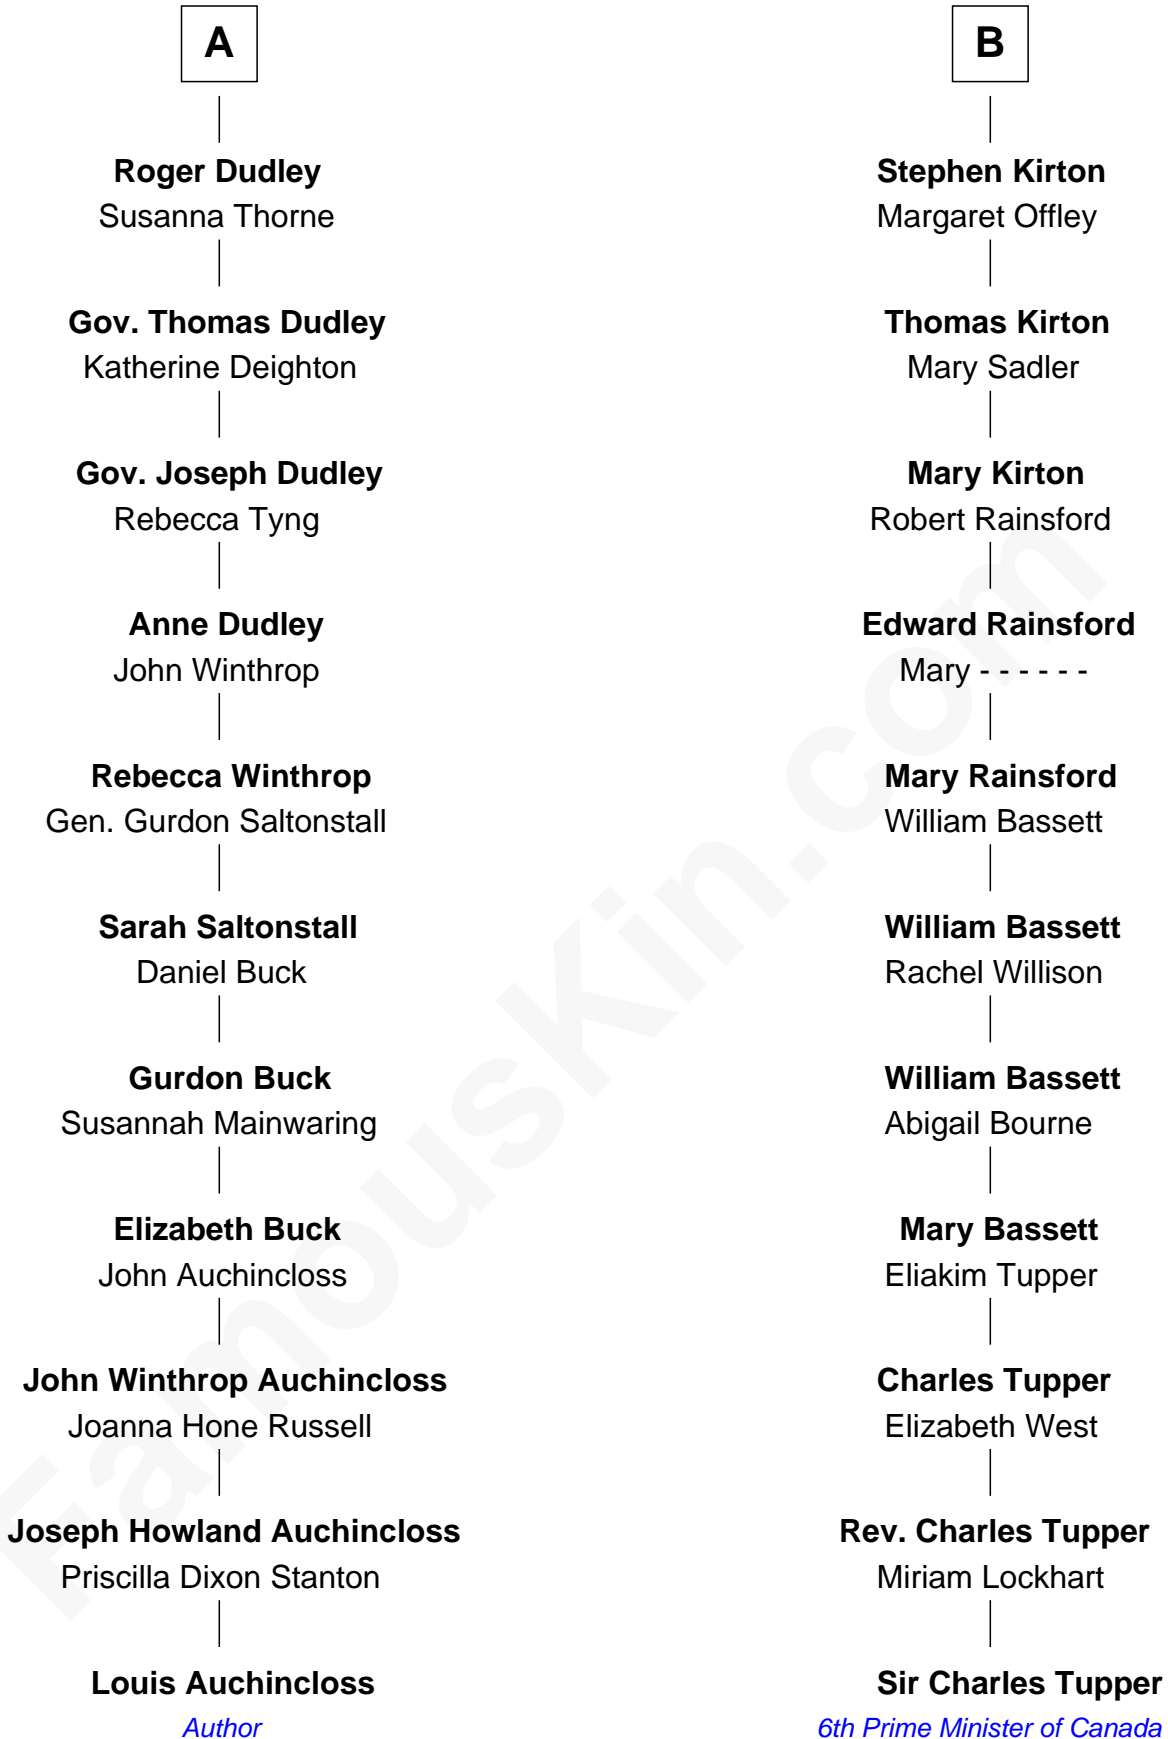 A
Roger Dudley
Susanna Thorne
Gov. Thomas Dudley
Katherine Deighton
Gov. Joseph Dudley
Rebecca Tyng
Anne Dudley
John Winthrop
Rebecca Winthrop
Gen. Gurdon Saltonstall
Sarah Saltonstall
Daniel Buck
Gurdon Buck
Susannah Mainwaring
Elizabeth Buck
John Auchincloss
John Winthrop Auchincloss
Joanna Hone Russell
Joseph Howland Auchincloss
Priscilla Dixon Stanton
Louis Auchincloss
Author
B
Stephen Kirton
Margaret Offley
Thomas Kirton
Mary Sadler
Mary Kirton
Robert Rainsford
Edward Rainsford
Mary - - - - - -
Mary Rainsford
William Bassett
William Bassett
Rachel Willison
William Bassett
Abigail Bourne
Mary Bassett
Eliakim Tupper
Charles Tupper
Elizabeth West
Rev. Charles Tupper
Miriam Lockhart
Sir Charles Tupper
6th Prime Minister of Canada
FamousKin.com